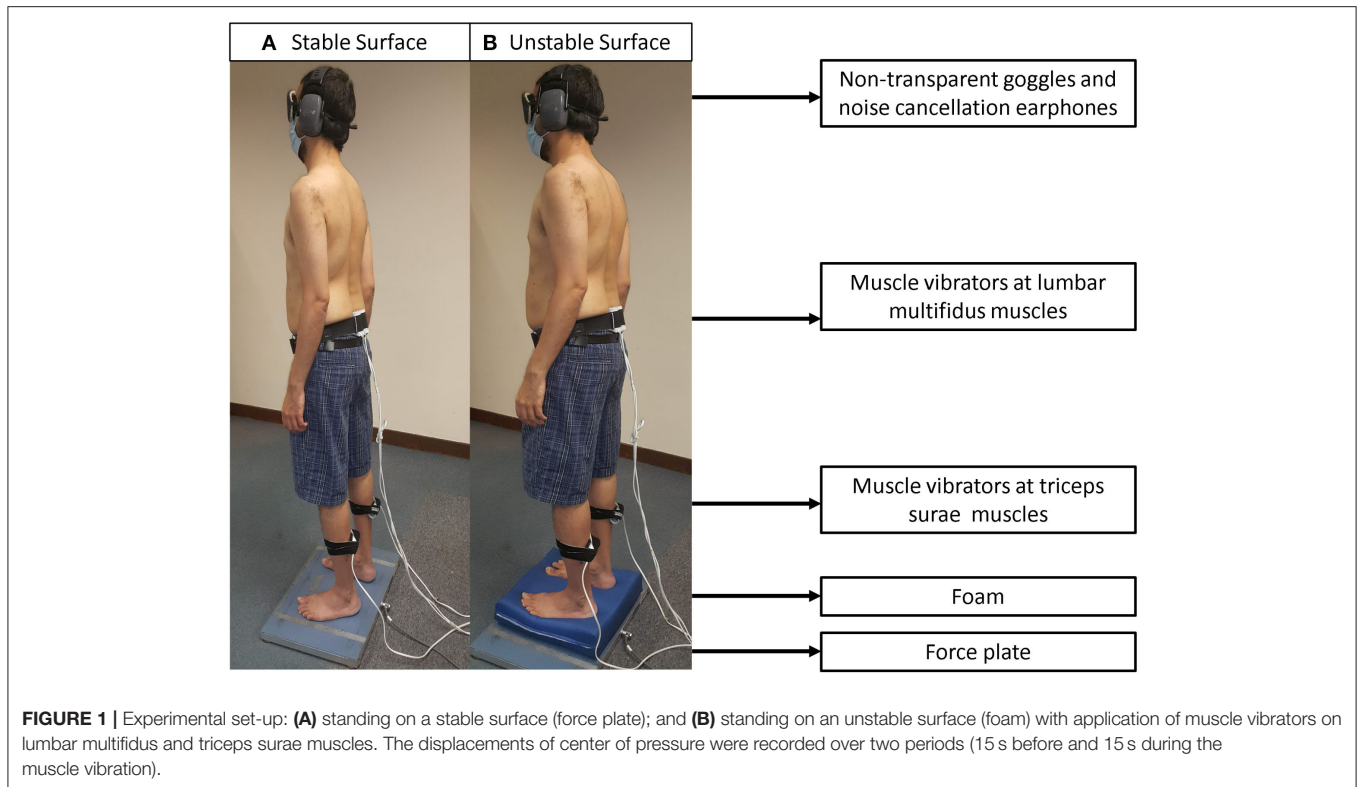 A Stable Surface
B Unstable Surface
Non-transparent goggles and
noise cancellation earphones
Muscle vibrators at lumbar
multifidus muscles
Muscle vibrators at triceps
surae muscles
Foam
Force plate
FIGURE 1 | Experimental set-up: (A) standing on a stable surface (force plate); and (B) standing on an unstable surface (foam) with application of muscle vibrators on
lumbar multifidus and triceps surae muscles. The displacements of center of pressure were recorded over two periods (15 s before and 15 s during the
muscle vibration).